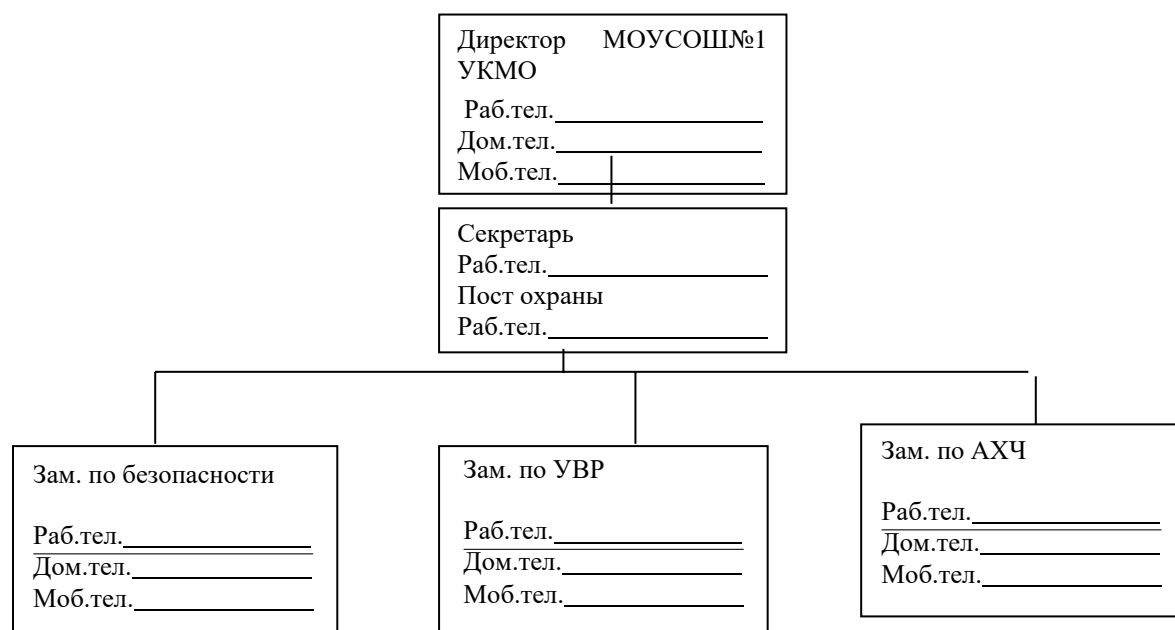 Директор МОУСОШ№1
УКМО
Раб.тел.
Дом.тел.
Моб.тел.
Секретарь
Раб.тел.
Пост охраны
Раб.тел.
Зам. по безопасности
Раб.тел.
Дом.тел.
Моб.тел.
Зам. по УВР
Раб.тел.
Дом.тел.
Моб.тел.
Зам. по АХЧ
Раб.тел.
Дом.тел.
Моб.тел.